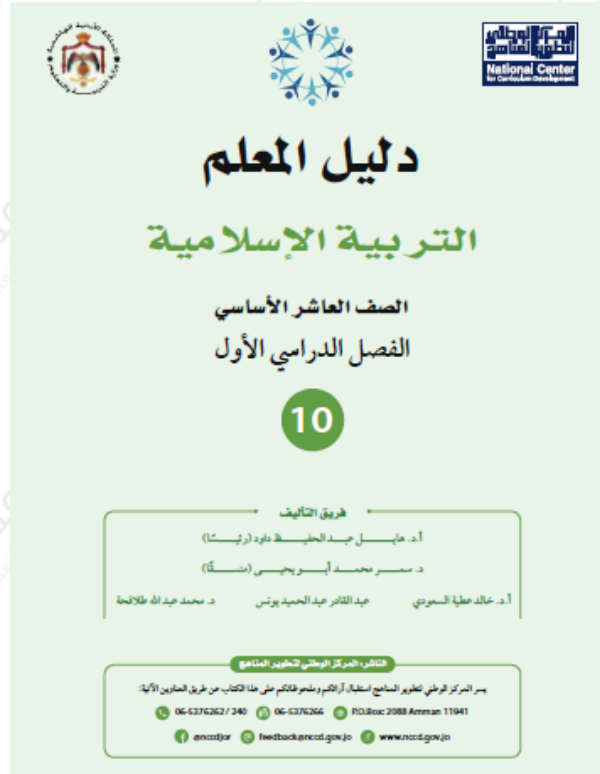 المركز الوطني
لتطوير المناهج
National Center
for Curriculum Development
دليل المعلم
التربية الإسلامية
الصف العاشر الأساسي
الفصل الدراسي الأول
10
فريق التأليف
أ.د. هايل عبد الحفيظ داود (رئيسًا)
د. سمر محمد أبو يحيى (منسقًا)
أ.د. خالد عطية السعودي عبد القادر عبد الحميد يونس د. محمد عبد الله طلافحة
الناشر: المركز الوطني لتطوير المناهج
يسر المركز الوطني لتطوير المناهج استقبال آرائكم وملحوظاتكم على هذا الكتاب عن طريق العناوين الآتية:
06-5376262 / 240 06-5376266 P.O.Box: 2088 Amman 11941
@nccdjor feedback@nccd.gov.jo www.nccd.gov.jo